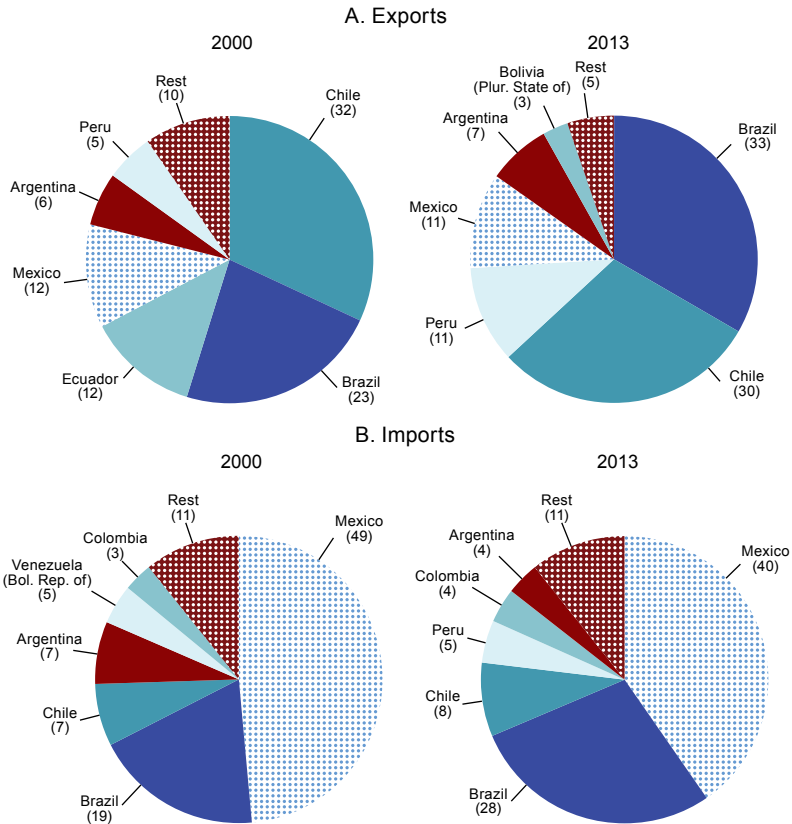 A. Exports
2000
Rest
(10)
Chile
(32)
Peru
(5)
Argentina
(6)
Mexico
(12)
Ecuador
(12)
Brazil
(23)
2013
Bolivia
(Plur. State of)
(3)
Rest
(5)
Brazil
(33)
Argentina
(7)
Mexico
(11)
Peru
(11)
Chile
(30)
B. Imports
2000
Rest
(11)
Mexico
(49)
Colombia
(3)
Venezuela
(Bol. Rep. of)
(5)
Argentina
(7)
Chile
(7)
Brazil
(19)
2013
Rest
(11)
Mexico
(40)
Argentina
(4)
Colombia
(4)
Peru
(5)
Chile
(8)
Brazil
(28)